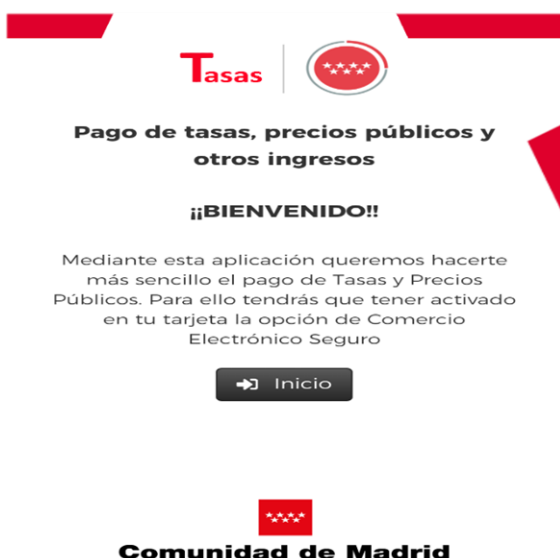 Tasas
Pago de tasas, precios públicos y
otros ingresos
¡¡BIENVENIDO!!
Mediante esta aplicación queremos hacerte
más sencillo el pago de Tasas y Precios
Públicos. Para ello tendrás que tener activado
en tu tarjeta la opción de Comercio
Electrónico Seguro
Inicio
Comunidad de Madrid